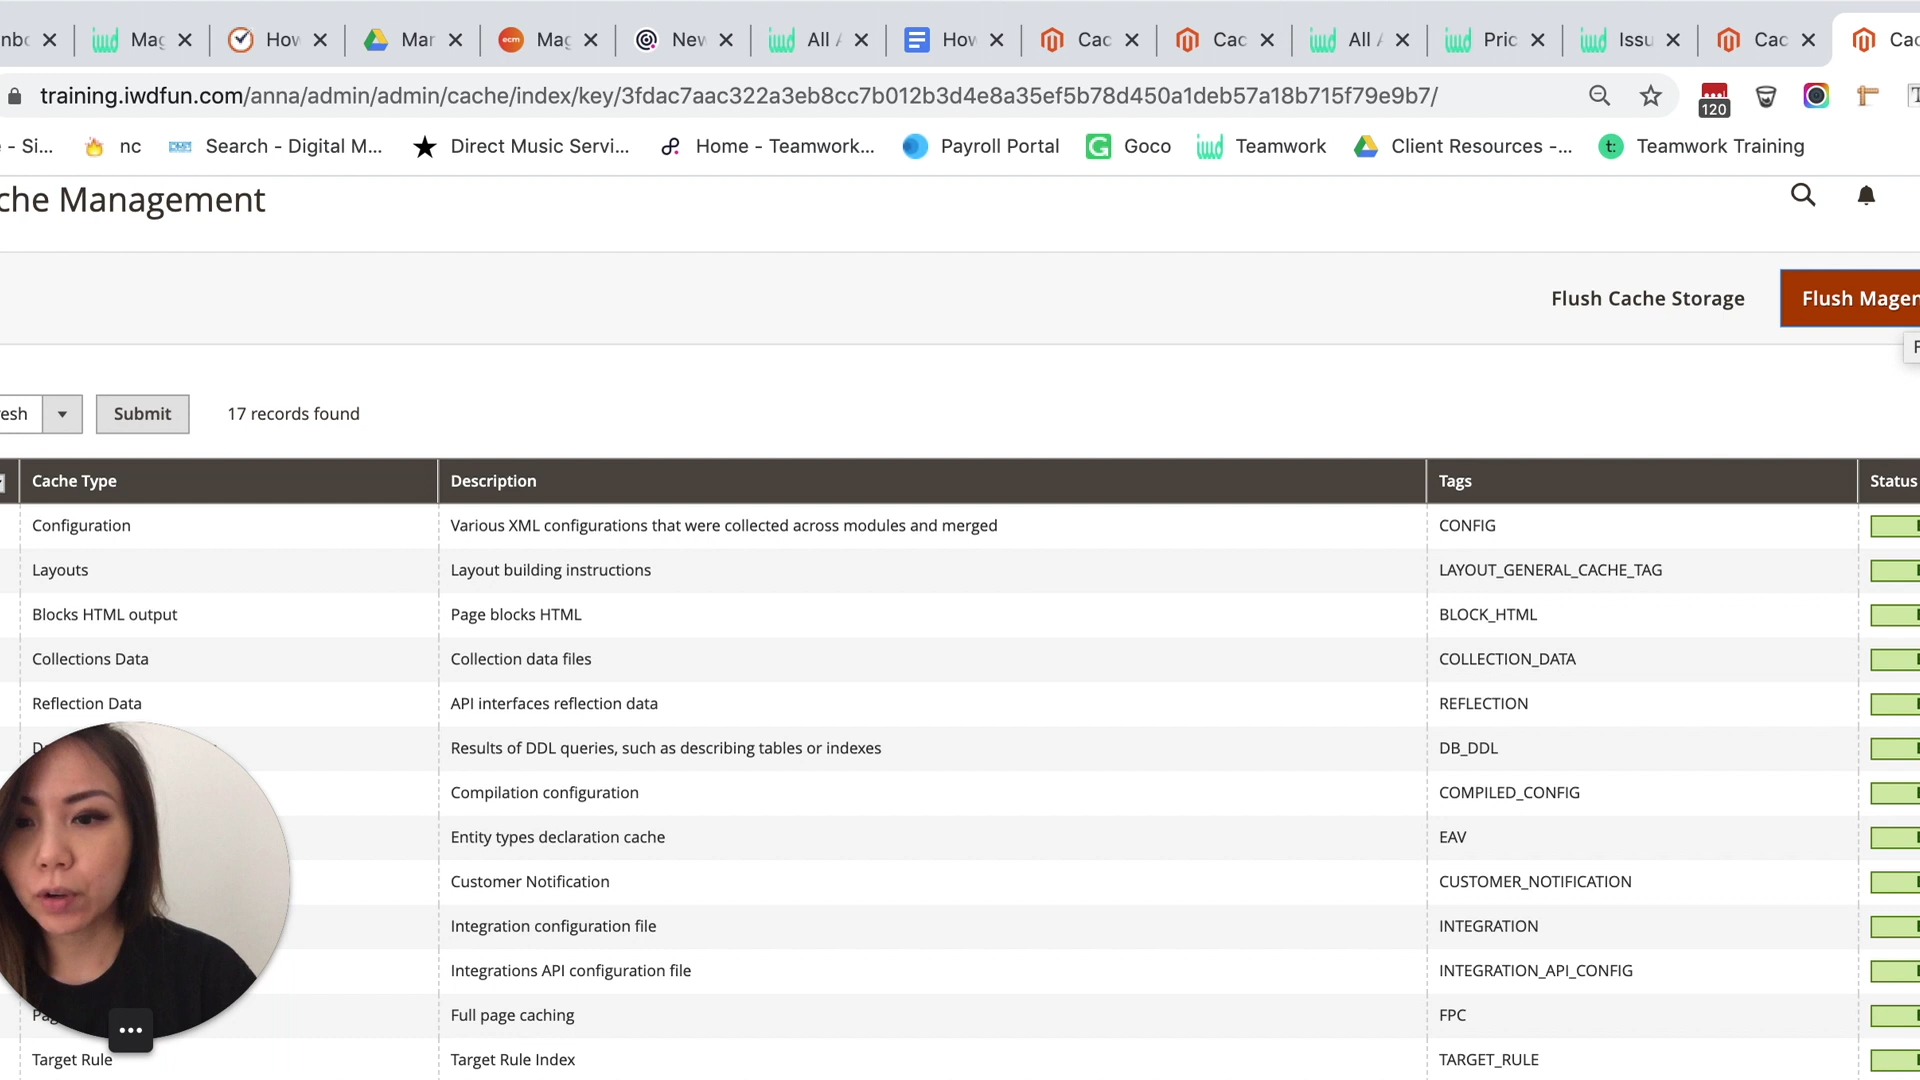 nbo
Mag
How
Mar
ecm
Mag
New
All A
How
Cac
Cac
All A
Pric
Issu
Cac
Cac
training.iwdfun.com/anna/admin/admin/cache/index/key/3fdac7aac322a3eb8cc7b012b3d4e8a35ef5b78d450a1deb57a18b715f79e9b7/
120
- Si...
nc
Search - Digital M...
Direct Music Servi...
Home - Teamwork...
Payroll Portal
Goco
Teamwork
Client Resources -...
Teamwork Training
che Management
Flush Cache Storage
Flush Magen
F
esh
Submit
17 records found
Cache Type
Description
Tags
Status
Configuration
Various XML configurations that were collected across modules and merged
CONFIG
Layouts
Layout building instructions
LAYOUT_GENERAL_CACHE_TAG
Blocks HTML output
Page blocks HTML
BLOCK_HTML
Collections Data
Collection data files
COLLECTION_DATA
Reflection Data
API interfaces reflection data
REFLECTION
Results of DDL queries, such as describing tables or indexes
DB_DDL
Compilation configuration
COMPILED_CONFIG
Entity types declaration cache
EAV
Customer Notification
CUSTOMER_NOTIFICATION
Integration configuration file
INTEGRATION
Integrations API configuration file
INTEGRATION_API_CONFIG
Full page caching
FPC
Target Rule
Target Rule Index
TARGET_RULE